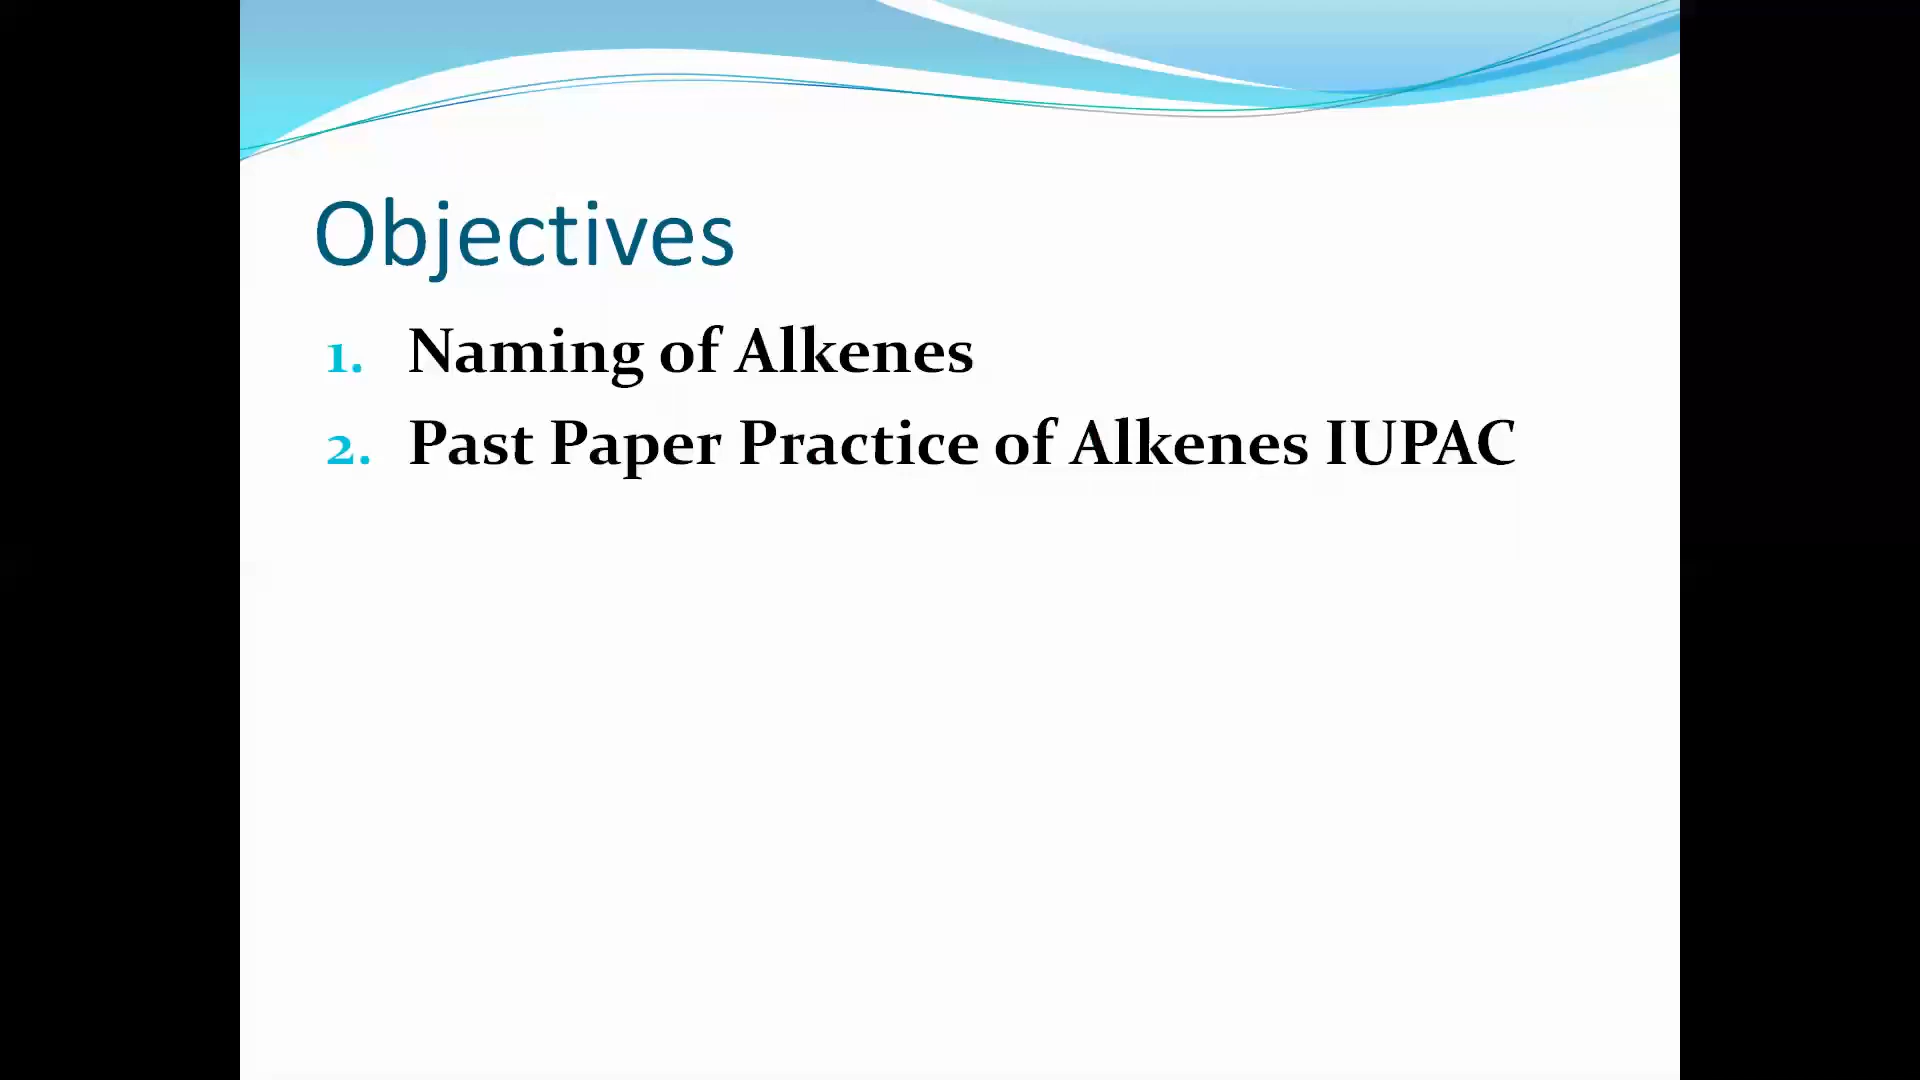 Objectives
1. Naming of Alkenes
2. Past Paper Practice of Alkenes IUPAC